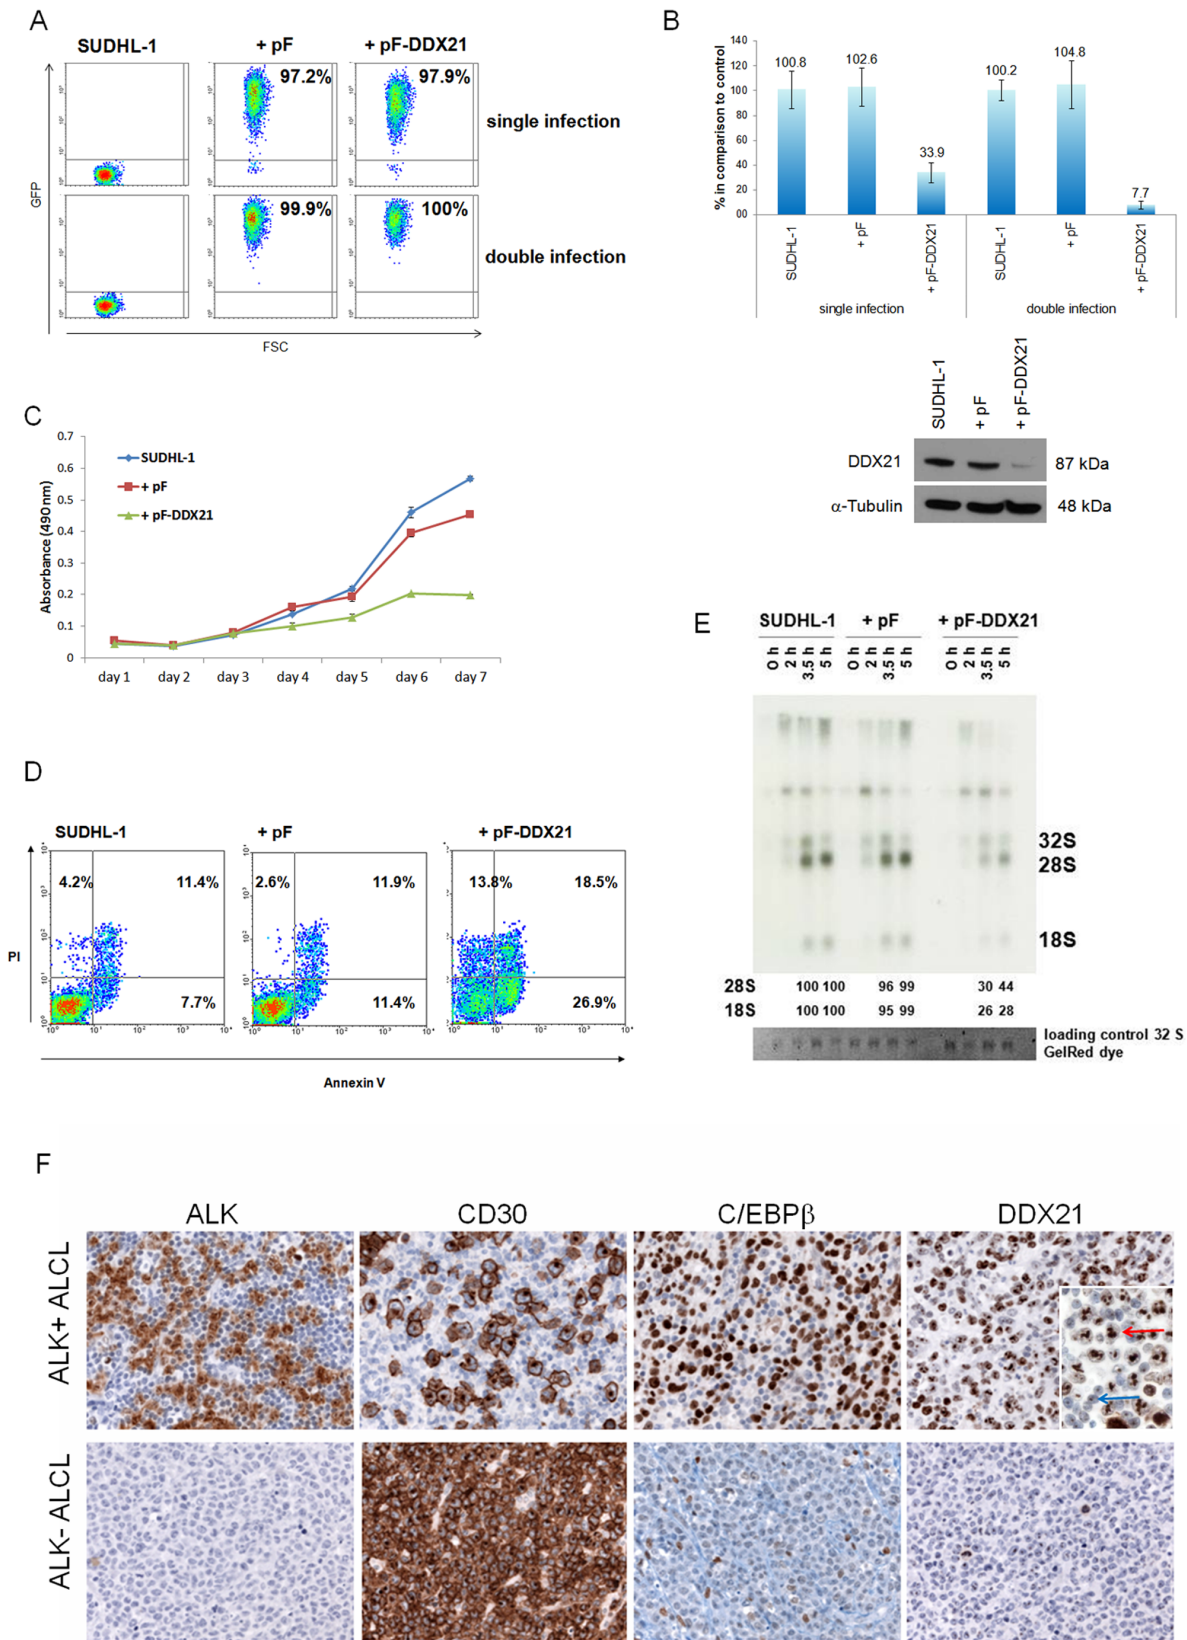 A
SUDHL-1
+ pF
+ pF-DDX21
97.2%
97.9%
single infection
99.9%
100%
double infection
GFP
FSC
B
% in comparison to control
140
120
100
80
60
40
20
00
100.8
102.6
33.9
100.2
104.8
7.7
SUDHL-1
+ pF
+ pF-DDX21
SUDHL-1
+ pF
+ pF-DDX21
single infection
double infection
SUDHL-1
+ pF
+ pF-DDX21
DDX21
87 kDa
α-Tubulin
48 kDa
C
Absorbance (490 nm)
0.7
0.6
0.5
0.4
0.3
0.2
0.1
0
SUDHL-1
+ pF
+ pF-DDX21
day 1
day 2
day 3
day 4
day 5
day 6
day 7
D
SUDHL-1
+ pF
+ pF-DDX21
4.2%
11.4%
7.7%
2.6%
11.9%
11.4%
13.8%
18.5%
26.9%
PI
Annexin V
E
SUDHL-1
+ pF
+ pF-DDX21
0 h
2 h
3.5 h
5 h
0 h
2 h
3.5 h
5 h
0 h
2 h
3.5 h
5 h
32S
28S
18S
28S 100 100 96 99 30 44
18S 100 100 95 99 26 28
loading control 32 S
GelRed dye
F
ALK
CD30
C/EBPβ
DDX21
ALK+ ALCL
ALK- ALCL